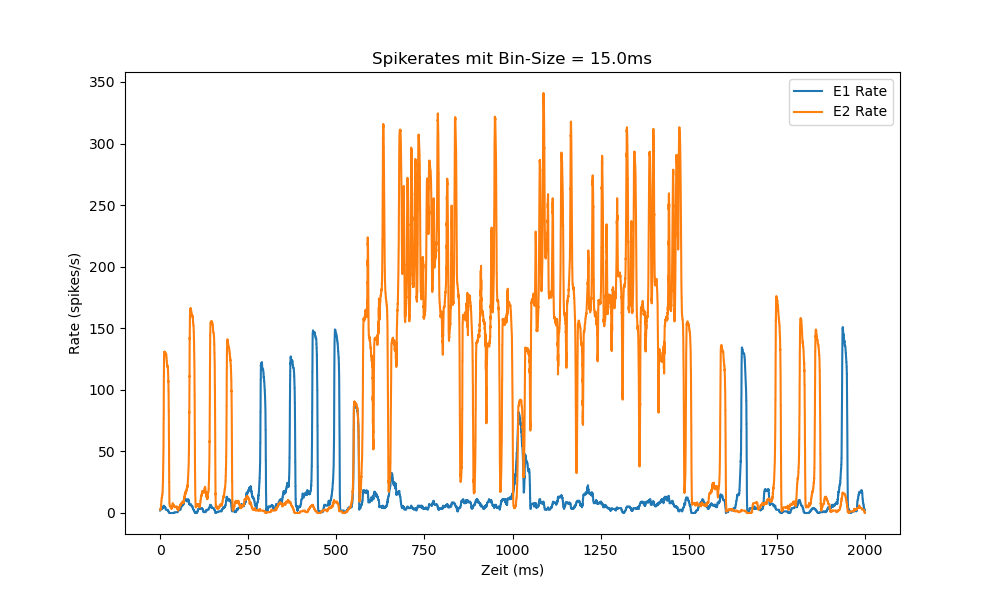 Spikerates mit Bin-Size = 15.0ms
E1 Rate
E2 Rate
Rate (spikes/s)
350
300
250
200
150
100
50
0
0 250 500 750 1000 1250 1500 1750 2000
Zeit (ms)